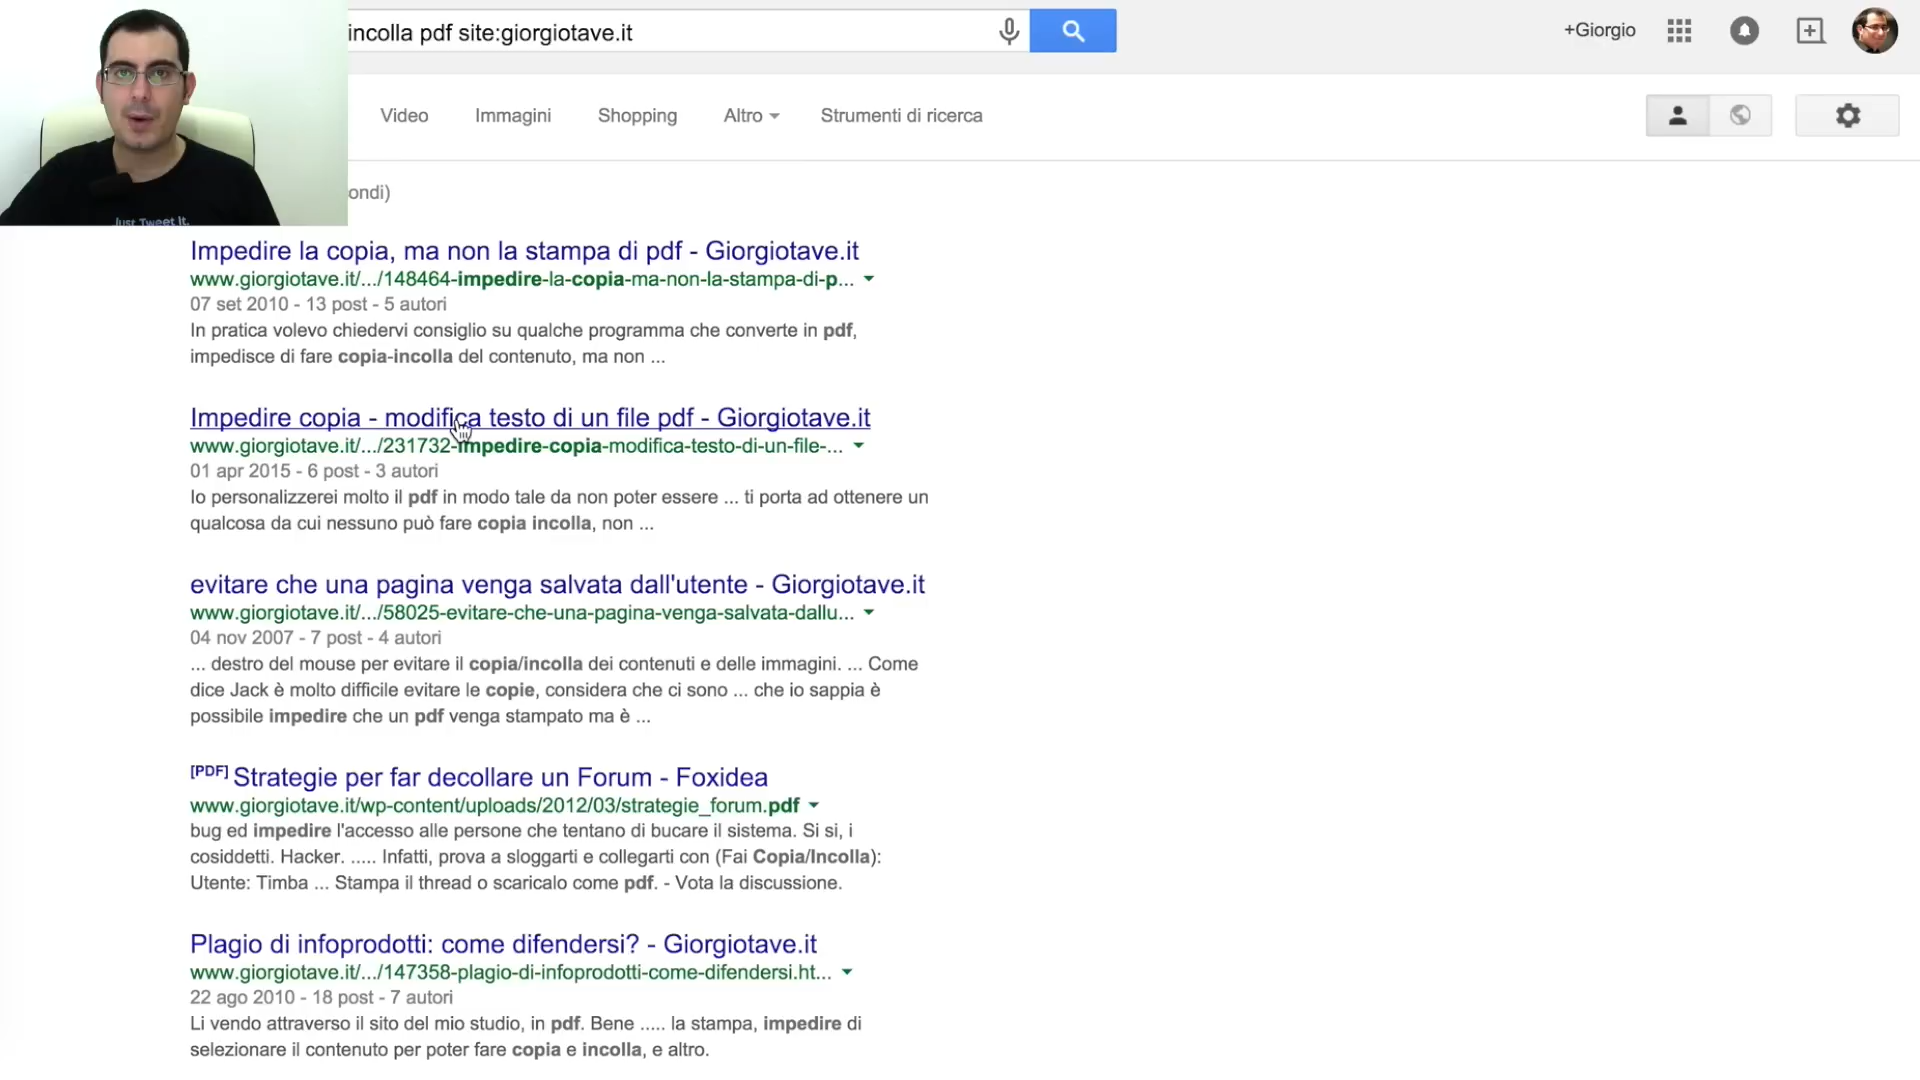 incolla pdf site:giorgiotave.it
+Giorgio
Video Immagini Shopping Altro Strumenti di ricerca
ondi)
Just Tweet It.
Impedire la copia, ma non la stampa di pdf - Giorgiotave.it
www.giorgiotave.it/.../148464-impedire-la-copia-ma-non-la-stampa-di-p...
07 set 2010 - 13 post - 5 autori
In pratica volevo chiedervi consiglio su qualche programma che converte in pdf,
impedisce di fare copia-incolla del contenuto, ma non ...
Impedire copia - modifica testo di un file pdf - Giorgiotave.it
www.giorgiotave.it/.../231732-impedire-copia-modifica-testo-di-un-file-...
01 apr 2015 - 6 post - 3 autori
Io personalizzerei molto il pdf in modo tale da non poter essere ... ti porta ad ottenere un
qualcosa da cui nessuno può fare copia incolla, non ...
evitare che una pagina venga salvata dall'utente - Giorgiotave.it
www.giorgiotave.it/.../58025-evitare-che-una-pagina-venga-salvata-dallu...
04 nov 2007 - 7 post - 4 autori
... destro del mouse per evitare il copia/incolla dei contenuti e delle immagini. ... Come
dice Jack è molto difficile evitare le copie, considera che ci sono ... che io sappia è
possibile impedire che un pdf venga stampato ma è ...
[PDF] Strategie per far decollare un Forum - Foxidea
www.giorgiotave.it/wp-content/uploads/2012/03/strategie_forum.pdf
bug ed impedire l'accesso alle persone che tentano di bucare il sistema. Si si, i
cosiddetti. Hacker. ..... Infatti, prova a sloggarti e collegarti con (Fai Copia/Incolla):
Utente: Timba ... Stampa il thread o scaricalo come pdf. - Vota la discussione.
Plagio di infoprodotti: come difendersi? - Giorgiotave.it
www.giorgiotave.it/.../147358-plagio-di-infoprodotti-come-difendersi.ht...
22 ago 2010 - 18 post - 7 autori
Li vendo attraverso il sito del mio studio, in pdf. Bene ..... la stampa, impedire di
selezionare il contenuto per poter fare copia e incolla, e altro.